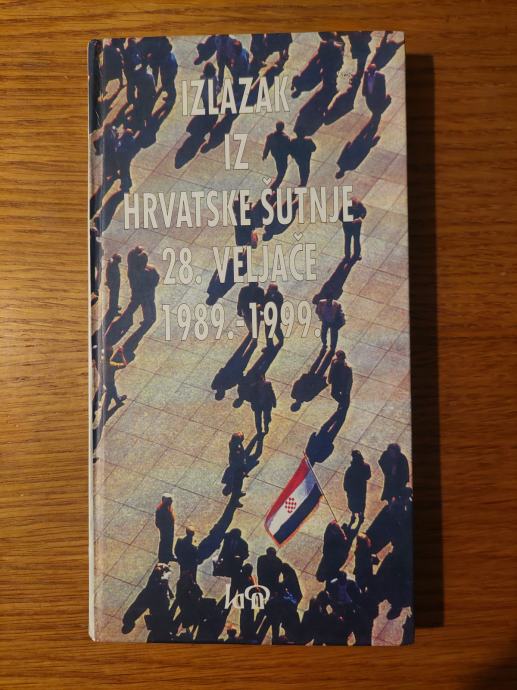 IZLAZAK
IZ
HRVATSKE ŠUTNJE
28. VELJAČE
1989.-1999.